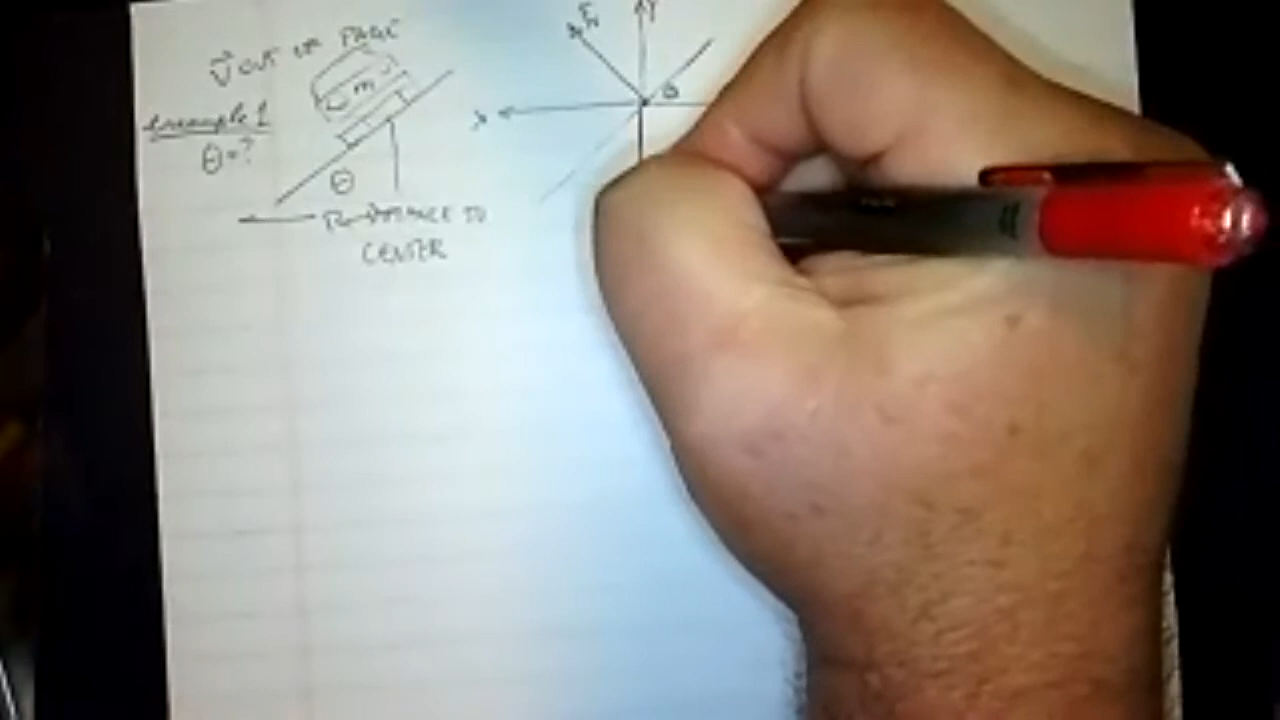 V⃗ OUT OF PAGE
m
example 1
θ=?
θ
R DISTANCE TO
CENTER
F_N
Y
θ
X